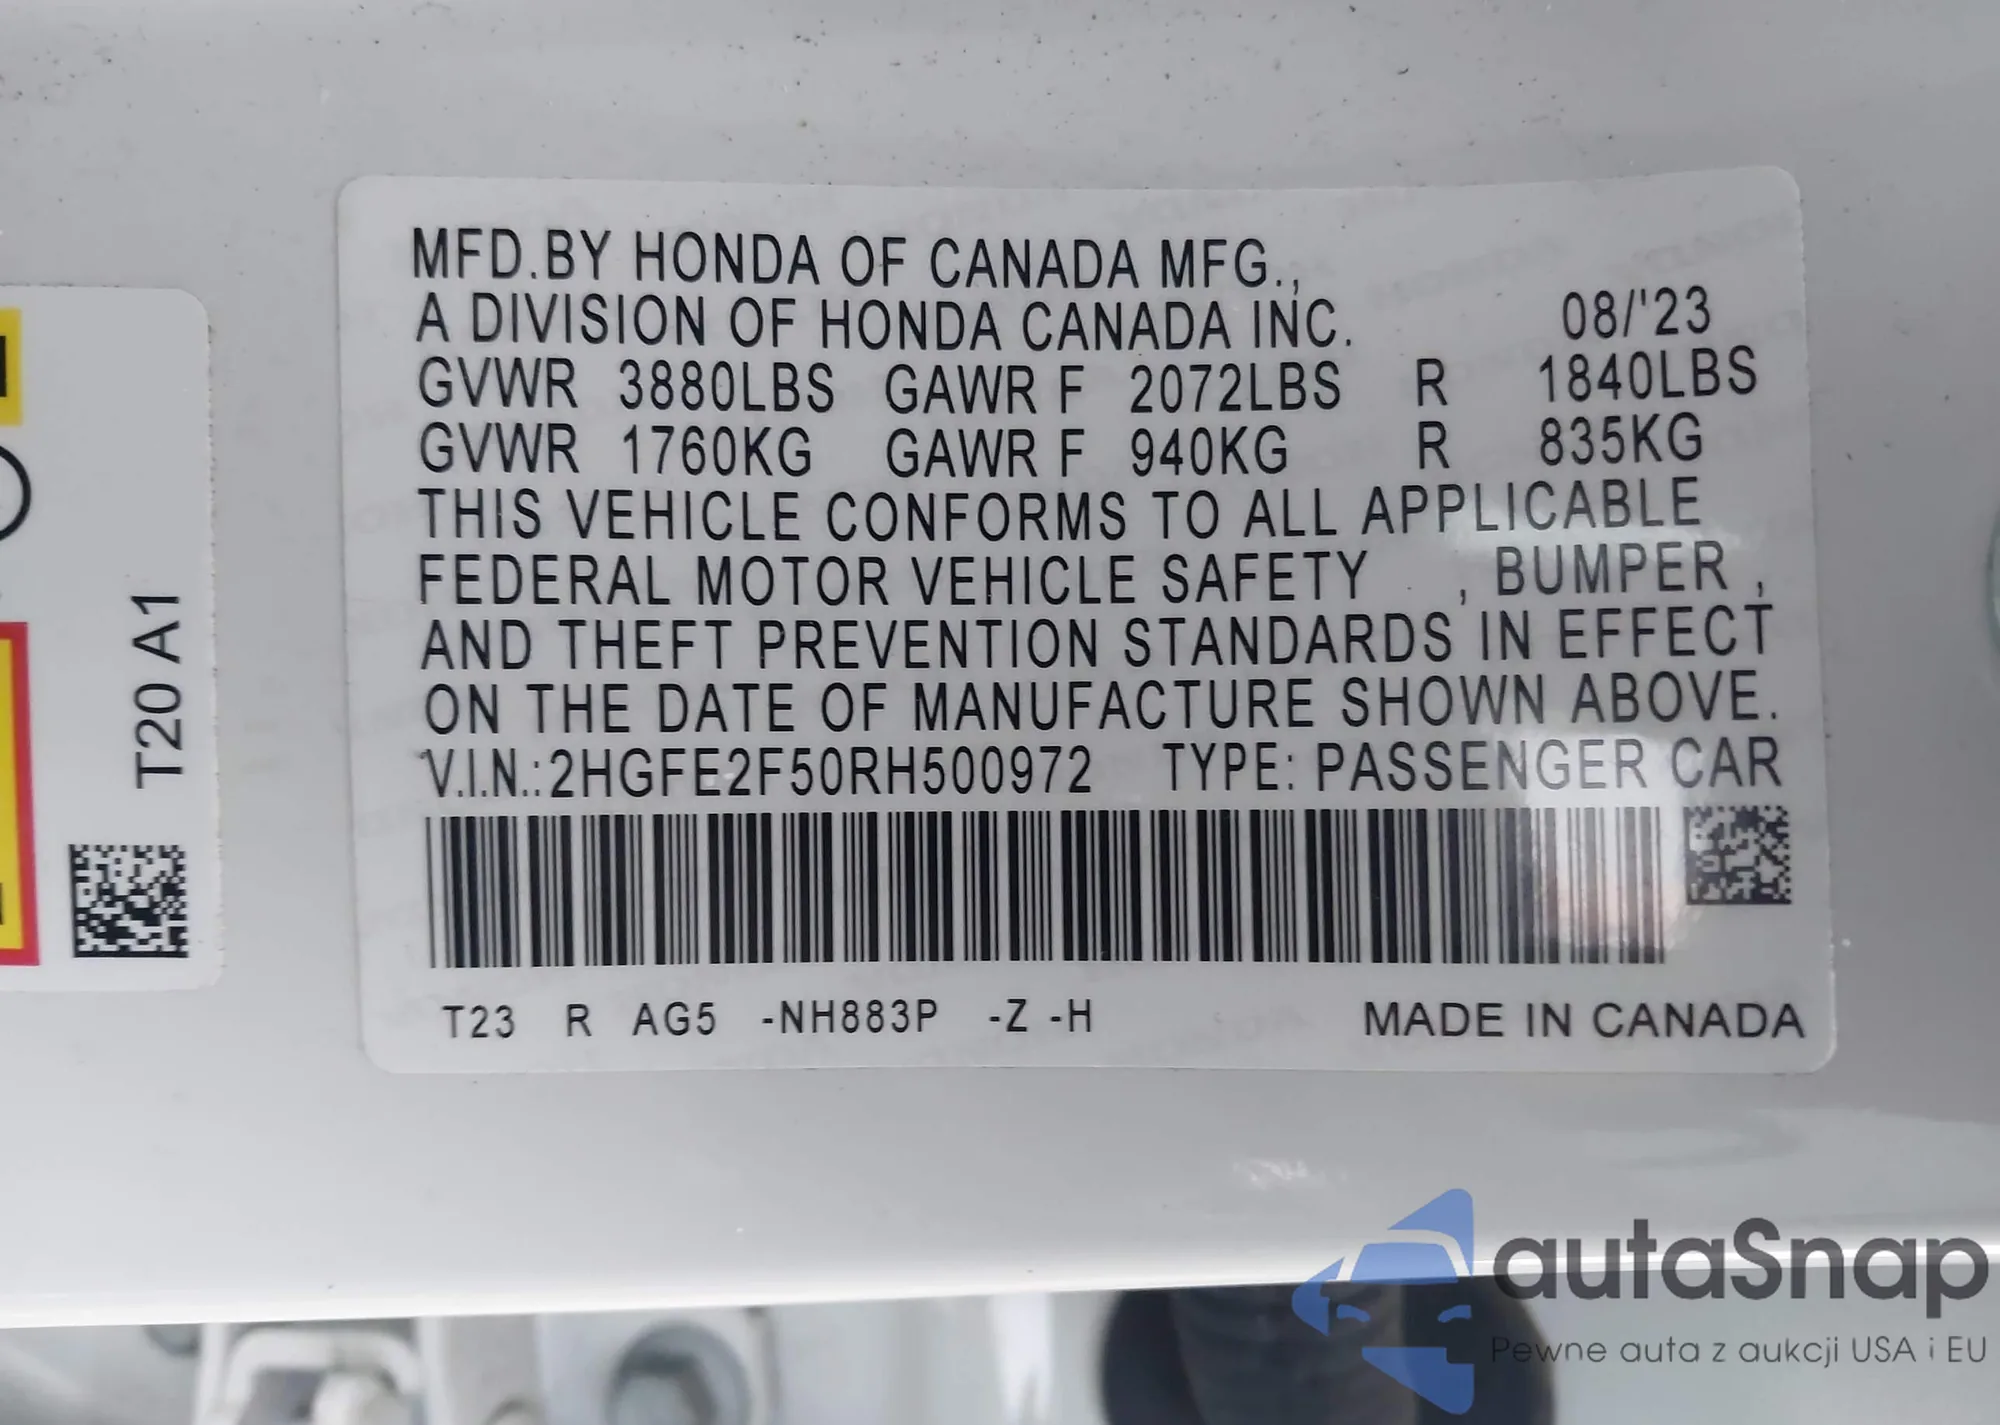 MFD.BY HONDA OF CANADA MFG.,
A DIVISION OF HONDA CANADA INC. 08/'23
GVWR 3880LBS GAWR F 2072LBS R 1840LBS
GVWR 1760KG GAWR F 940KG R 835KG
THIS VEHICLE CONFORMS TO ALL APPLICABLE
FEDERAL MOTOR VEHICLE SAFETY , BUMPER ,
AND THEFT PREVENTION STANDARDS IN EFFECT
ON THE DATE OF MANUFACTURE SHOWN ABOVE.
V.I.N.:2HGFE2F50RH500972 TYPE: PASSENGER CAR
T23 R AG5 -NH883P -Z -H MADE IN CANADA
T20 A1
autaSnap
Pewne auta z aukcji USA i EU